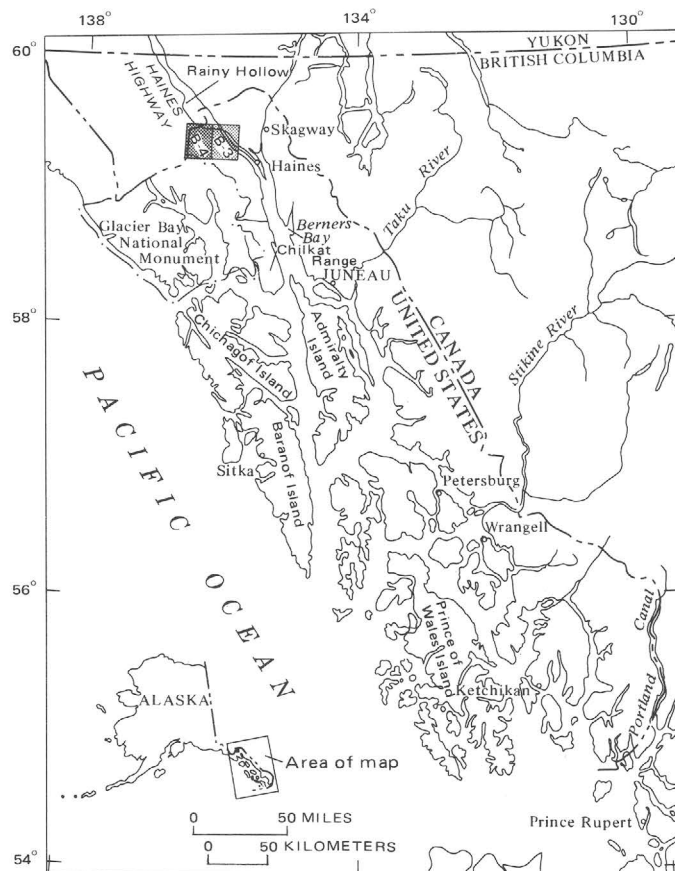 138°
134°
130°
60°
YUKON
BRITISH COLUMBIA
HAINES
HIGHWAY
Rainy Hollow
Skagway
B-4
B-3
Haines
Taku River
Glacier Bay
National
Monument
Berners
Bay
Chilkat
Range
JUNEAU
58°
CANADA
UNITED STATES
Stikine River
Chichagof Island
Admiralty
Island
PACIFIC OCEAN
Baranof Island
Sitka
Petersburg
Wrangell
56°
Prince of
Wales Island
Ketchikan
Portland Canal
ALASKA
Area of map
0 50 MILES
0 50 KILOMETERS
Prince Rupert
54°